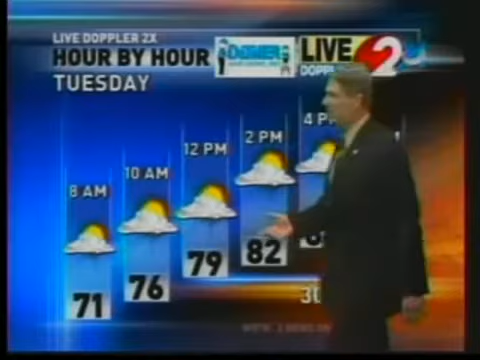 LIVE DOPPLER 2X
HOUR BY HOUR
TUESDAY
LIVE
2
8 AM
10 AM
12 PM
2 PM
4 P
71
76
79
82